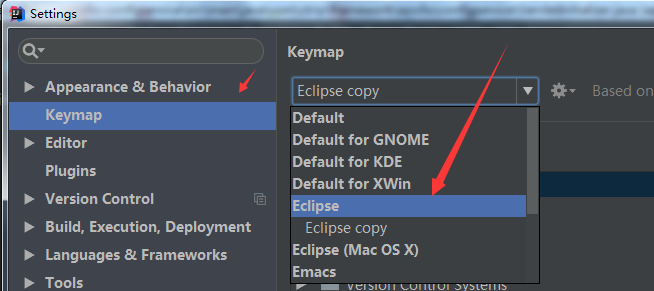 Settings
Keymap
Appearance & Behavior
Eclipse copy
Based on
Keymap
Default
Editor
Default for GNOME
Plugins
Default for KDE
Default for XWin
Version Control
Eclipse
Build, Execution, Deployment
Eclipse copy
Languages & Frameworks
Eclipse (Mac OS X)
Tools
Emacs
Version Control Systems